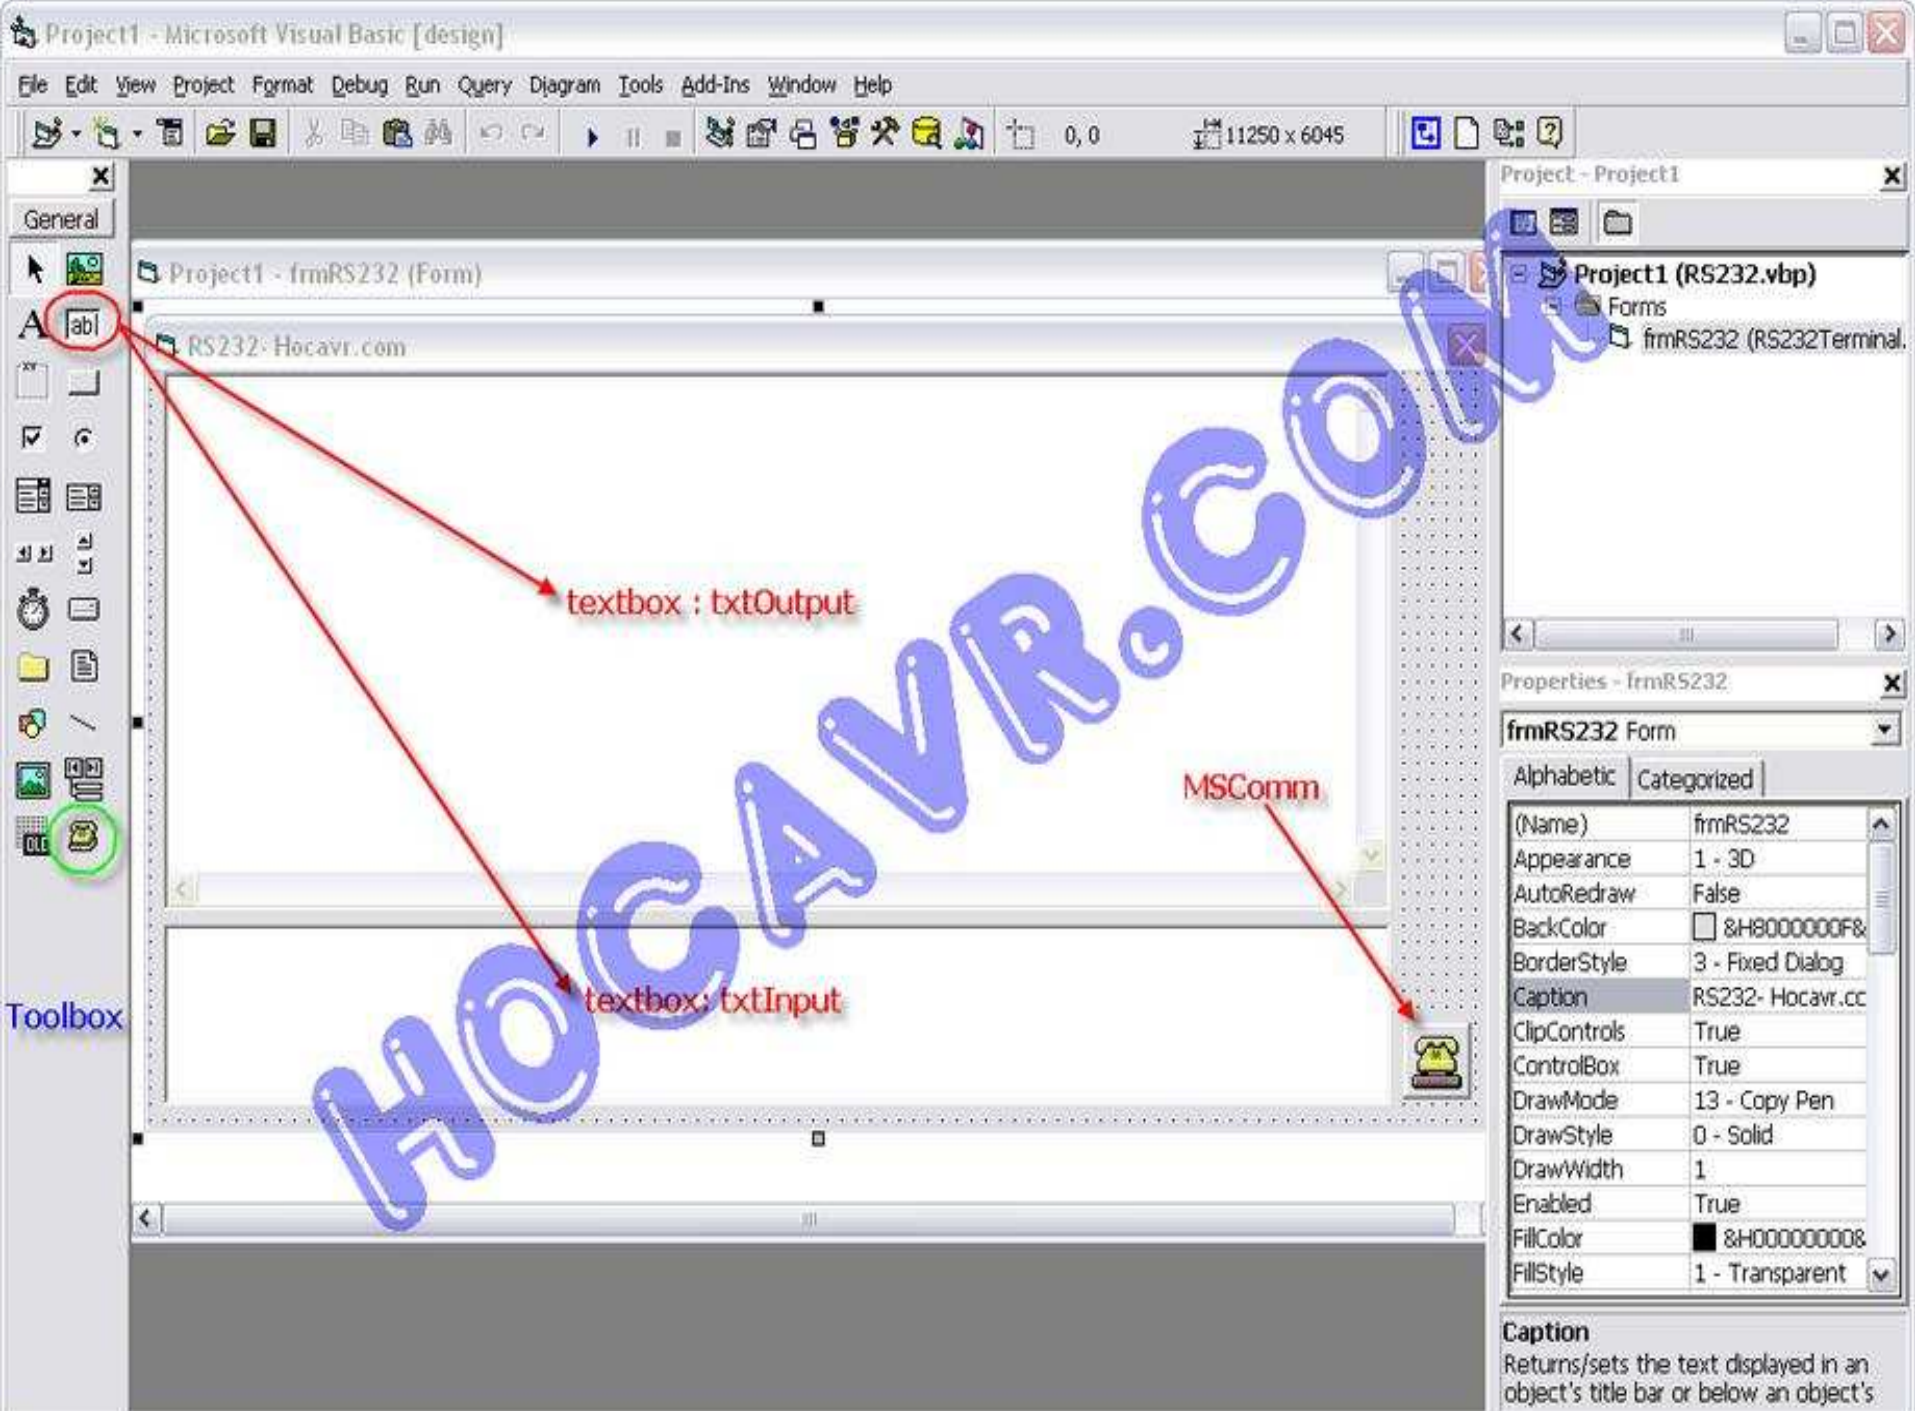 Project1 - Microsoft Visual Basic [design]
File Edit View Project Format Debug Run Query Diagram Tools Add-Ins Window Help
0, 0
11250 x 6045
General
A
ab
XY
OLE
Toolbox
Project1 - frmRS232 (Form)
RS232- Hocavr.com
textbox : txtOutput
textbox: txtInput
MSComm
HOCAVR.COM
Project - Project1
Project1 (RS232.vbp)
Forms
frmRS232 (RS232Terminal.
Properties - frmRS232
frmRS232 Form
Alphabetic Categorized
(Name) frmRS232
Appearance 1 - 3D
AutoRedraw False
BackColor &H8000000F&
BorderStyle 3 - Fixed Dialog
Caption RS232- Hocavr.cc
ClipControls True
ControlBox True
DrawMode 13 - Copy Pen
DrawStyle 0 - Solid
DrawWidth 1
Enabled True
FillColor &H00000000&
FillStyle 1 - Transparent
Caption
Returns/sets the text displayed in an
object's title bar or below an object's